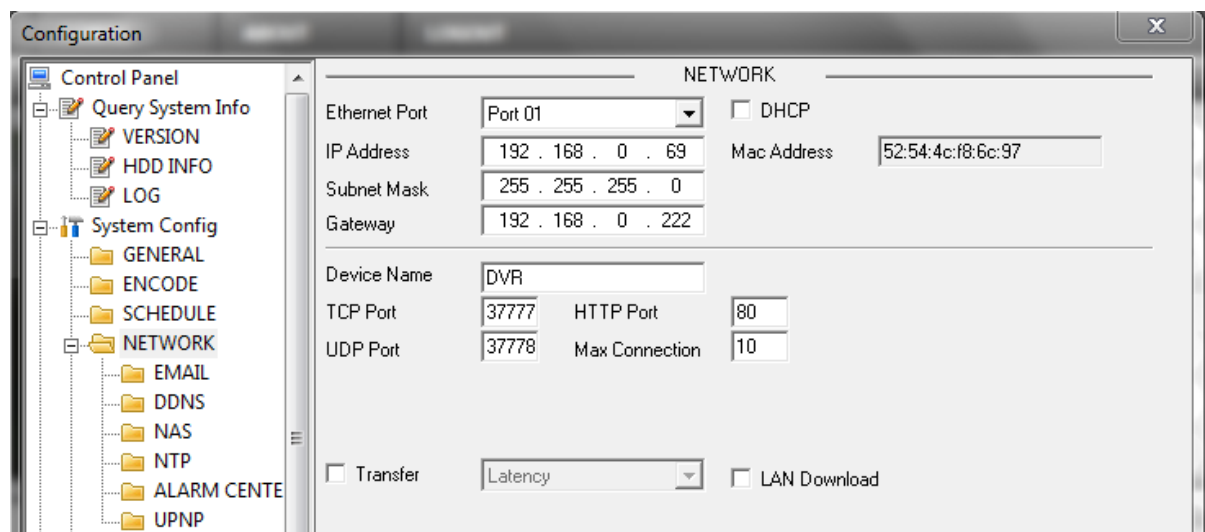 Configuration
Control Panel
Query System Info
VERSION
HDD INFO
LOG
System Config
GENERAL
ENCODE
SCHEDULE
NETWORK
EMAIL
DDNS
NAS
NTP
ALARM CENTE
UPNP
NETWORK
Ethernet Port Port 01 DHCP
IP Address 192 . 168 . 0 . 69 Mac Address 52:54:4c:f8:6c:97
Subnet Mask 255 . 255 . 255 . 0
Gateway 192 . 168 . 0 . 222
Device Name DVR
TCP Port 37777 HTTP Port 80
UDP Port 37778 Max Connection 10
Transfer Latency LAN Download